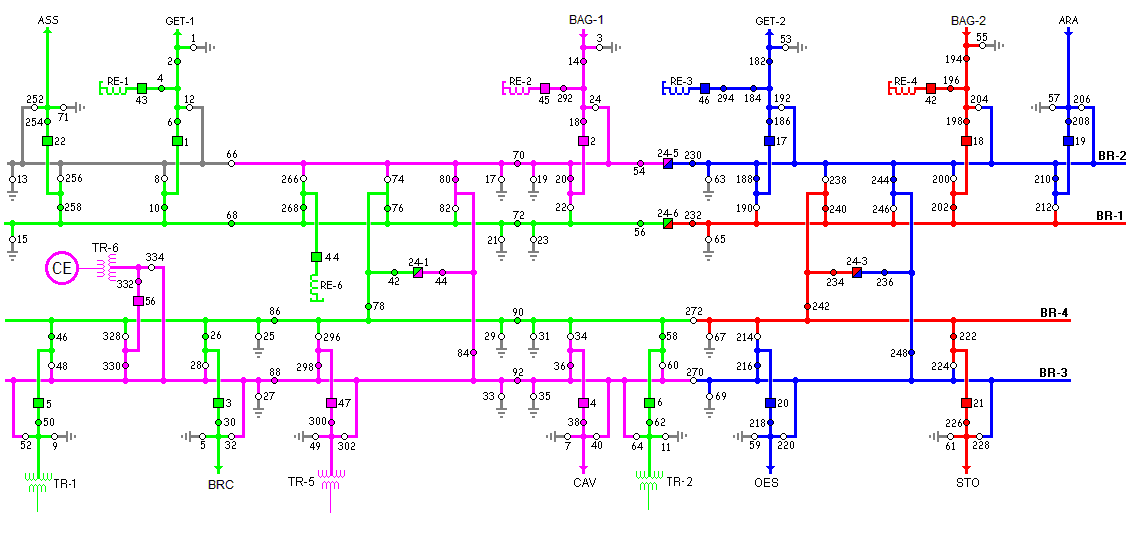 ASS GET-1 BAG-1 GET-2 BAG-2 ARA
1 3 53 55
2 14 182 194
RE-1 4 RE-2 RE-3 RE-4 196
43 45 292 46 294 184 42
252 12 24 192 57 204 206
254 71 6 18 186 198 208
22 1 2 17 18 19
66 70 24-5 230 BR-2
54
13 256 8 266 74 80 17 19 20 63 188 238 244 200 210
258 10 268 76 82 22 190 240 246 202 212
68 72 24-6 232 BR-1
15 21 23 56 65
TR-6 334 44 24-1 24-3
CE 332 42 44 234 236
56 RE-6
78 242
86 90 272 BR-4
46 328 26 25 296 29 31 34 58 67 214 222
84 248
48 330 28 298 36 60 216 224
88 92 270 BR-3
27 33 35 69
5 3 47 4 6 20 21
50 30 300 38 62 218 226
52 9 5 32 49 302 7 40 64 11 59 220 61 228
TR-1 BRC TR-5 CAV TR-2 OES STO